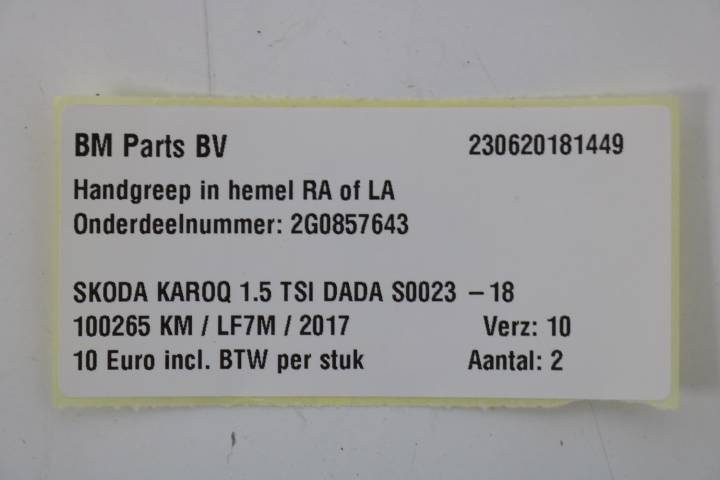 BM Parts BV 230620181449
Handgreep in hemel RA of LA
Onderdeelnummer: 2G0857643
SKODA KAROQ 1.5 TSI DADA S0023 – 18
100265 KM / LF7M / 2017 Verz: 10
10 Euro incl. BTW per stuk Aantal: 2